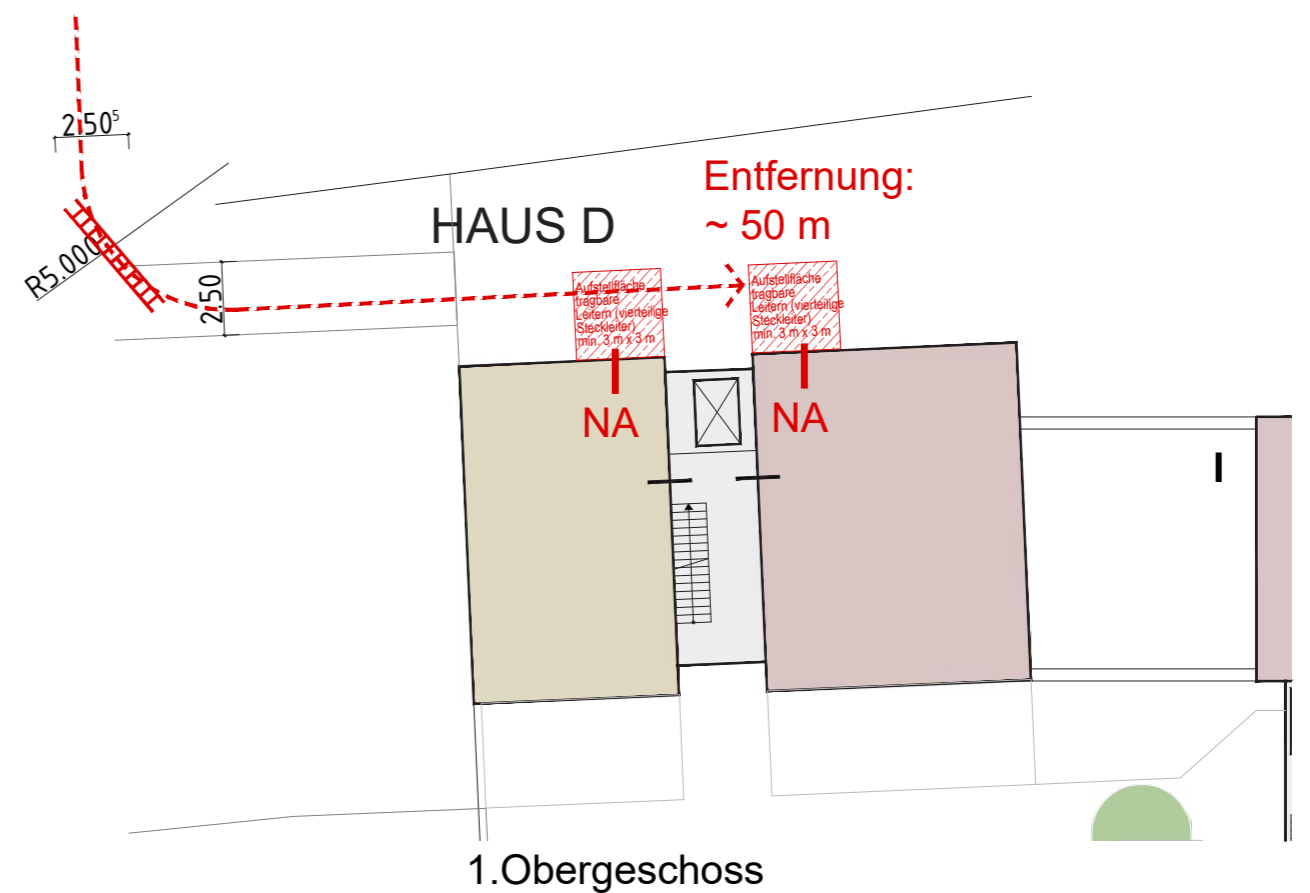 2.50⁵
Entfernung:
~ 50 m
HAUS D
R5.000
2.50
Aufstellfläche
tragbare
Leitern (vierteilige
Steckleiter)
min. 3 m x 3 m
Aufstellfläche
tragbare
Leitern (vierteilige
Steckleiter)
min. 3 m x 3 m
NA
NA
I
1.Obergeschoss